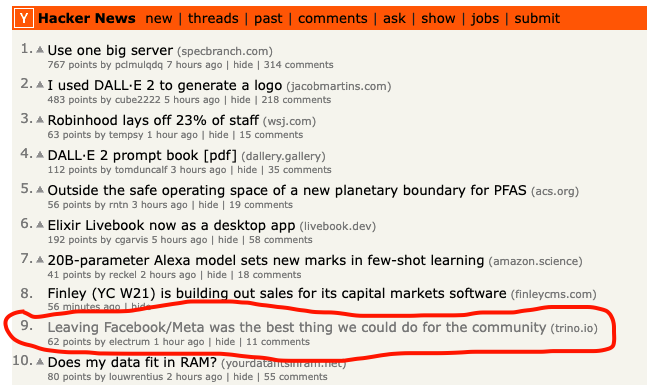 Y Hacker News new | threads | past | comments | ask | show | jobs | submit
1. Use one big server (specbranch.com)
767 points by pclmulqdq 7 hours ago | hide | 314 comments
2. I used DALL·E 2 to generate a logo (jacobmartins.com)
483 points by cube2222 5 hours ago | hide | 218 comments
3. Robinhood lays off 23% of staff (wsj.com)
63 points by tempsy 1 hour ago | hide | 15 comments
4. DALL·E 2 prompt book [pdf] (dallery.gallery)
112 points by tomduncalf 3 hours ago | hide | 35 comments
5. Outside the safe operating space of a new planetary boundary for PFAS (acs.org)
56 points by rntn 3 hours ago | hide | 19 comments
6. Elixir Livebook now as a desktop app (livebook.dev)
192 points by cgarvis 5 hours ago | hide | 58 comments
7. 20B-parameter Alexa model sets new marks in few-shot learning (amazon.science)
41 points by reckel 2 hours ago | hide | 18 comments
8. Finley (YC W21) is building out sales for its capital markets software (finleycms.com)
56 minutes ago | hide
9. Leaving Facebook/Meta was the best thing we could do for the community (trino.io)
62 points by electrum 1 hour ago | hide | 11 comments
10. Does my data fit in RAM? (yourdatafitsinram.net)
80 points by louwrentius 2 hours ago | hide | 55 comments